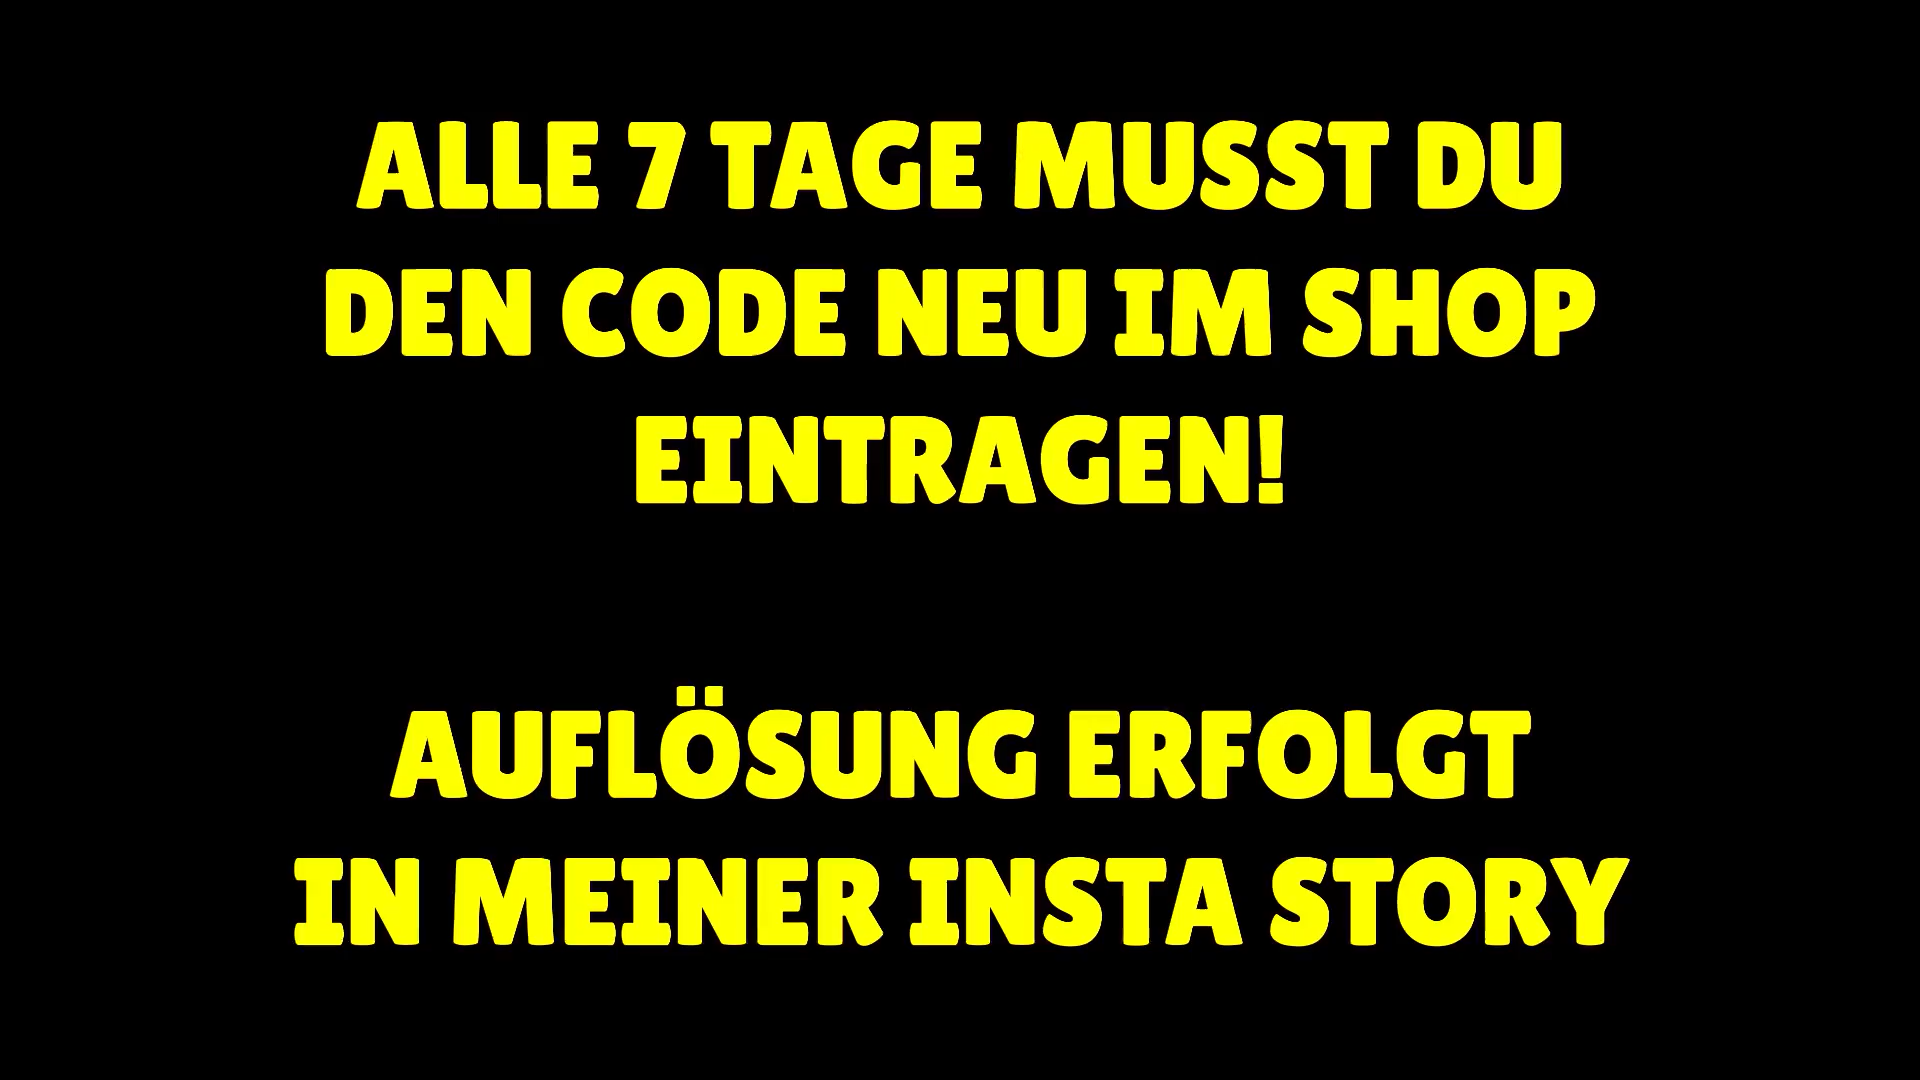 ALLE 7 TAGE MUSST DU
DEN CODE NEU IM SHOP
EINTRAGEN!
AUFLÖSUNG ERFOLGT
IN MEINER INSTA STORY